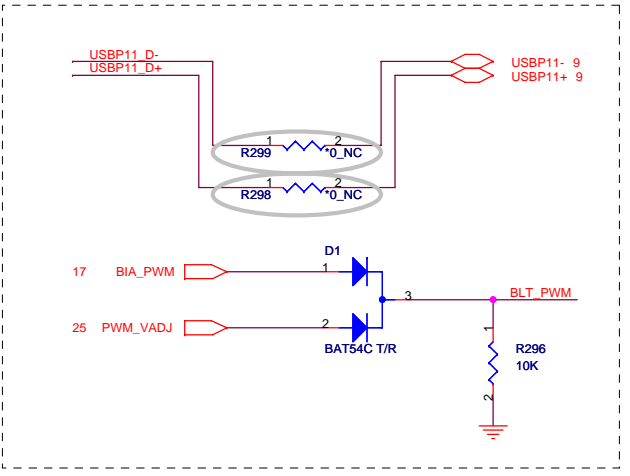 USBP11_D-
USBP11_D+
USBP11- 9
USBP11+ 9
1 2
R299 *0_NC
1 2
R298 *0_NC
D1
17 BIA_PWM 1
3 BLT_PWM
25 PWM_VADJ 2
BAT54C T/R
1
R296
10K
2